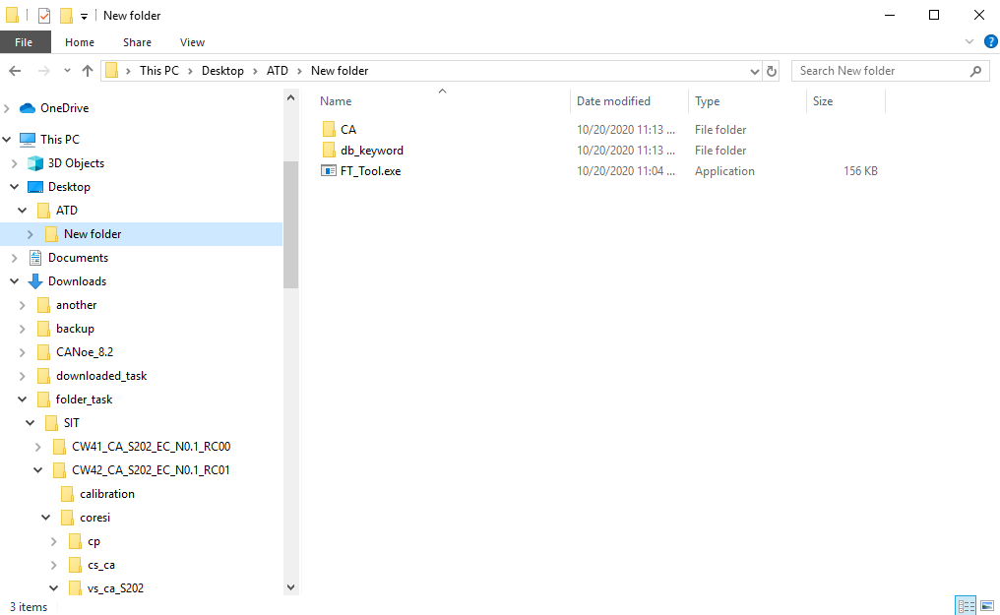 New folder
File Home Share View
This PC Desktop ATD New folder Search New folder
Name Date modified Type Size
CA 10/20/2020 11:13 ... File folder
db_keyword 10/20/2020 11:13 ... File folder
FT_Tool.exe 10/20/2020 11:04 ... Application 156 KB
OneDrive
This PC
3D Objects
Desktop
ATD
New folder
Documents
Downloads
another
backup
CANoe_8.2
downloaded_task
folder_task
SIT
CW41_CA_S202_EC_N0.1_RC00
CW42_CA_S202_EC_N0.1_RC01
calibration
coresi
cp
cs_ca
vs_ca_S202
3 items